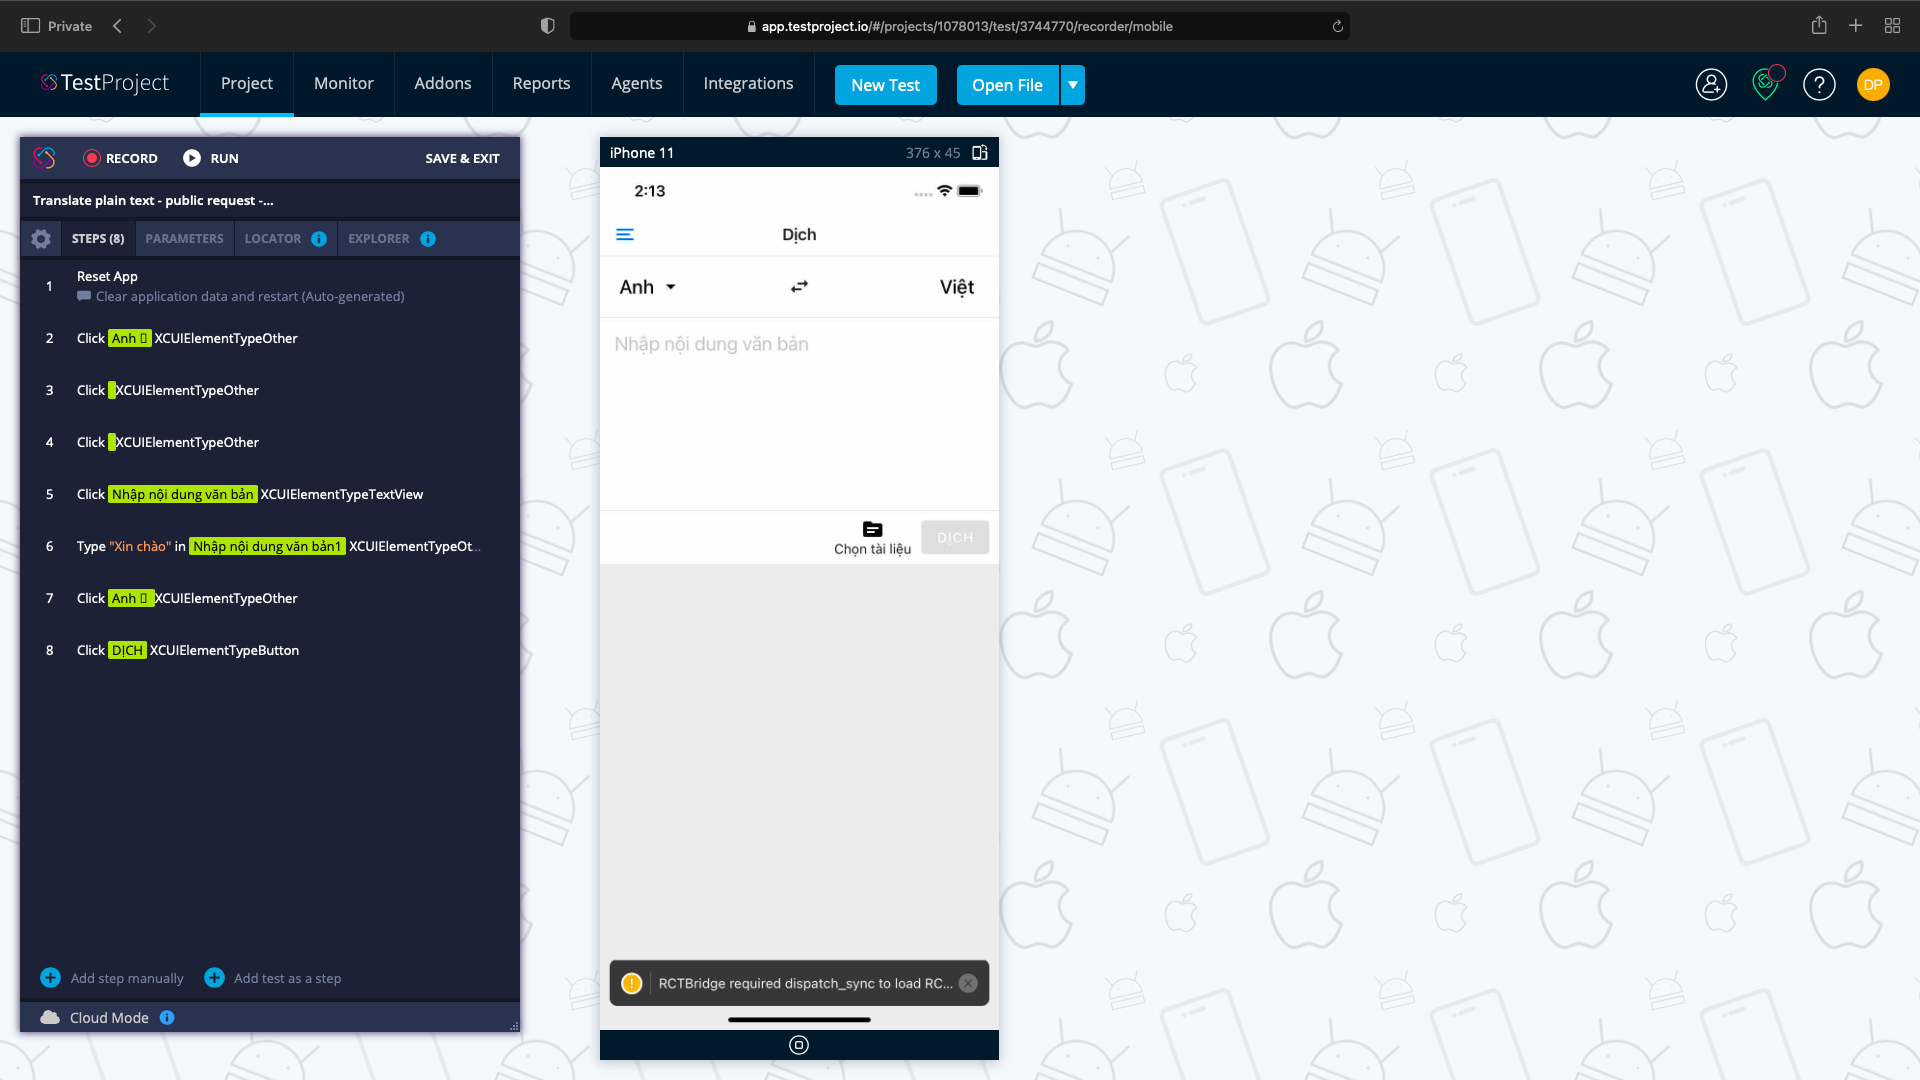 Private
app.testproject.io/#/projects/1078013/test/3744770/recorder/mobile
TestProject
Project
Monitor
Addons
Reports
Agents
Integrations
New Test
Open File
?
DP
RECORD
RUN
SAVE & EXIT
Translate plain text - public request -...
STEPS (8)
PARAMETERS
LOCATOR i
EXPLORER i
1 Reset App
Clear application data and restart (Auto-generated)
2 Click Anh XCUIElementTypeOther
3 Click XCUIElementTypeOther
4 Click XCUIElementTypeOther
5 Click Nhập nội dung văn bản XCUIElementTypeTextView
6 Type "Xin chào" in Nhập nội dung văn bản1 XCUIElementTypeOt...
7 Click Anh XCUIElementTypeOther
8 Click DỊCH XCUIElementTypeButton
Add step manually
Add test as a step
Cloud Mode i
iPhone 11
376 x 45
2:13
Dịch
Anh
Việt
Nhập nội dung văn bản
Chọn tài liệu
DỊCH
! RCTBridge required dispatch_sync to load RC...